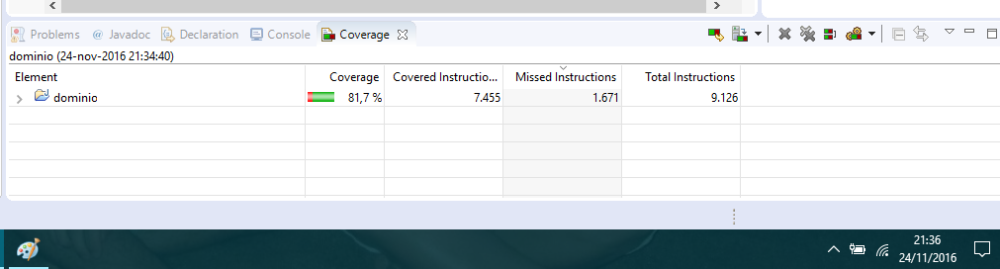 Problems @ Javadoc Declaration Console Coverage
dominio (24-nov-2016 21:34:40)
Element Coverage Covered Instructio... Missed Instructions Total Instructions
dominio 81,7 % 7.455 1.671 9.126
21:36
24/11/2016